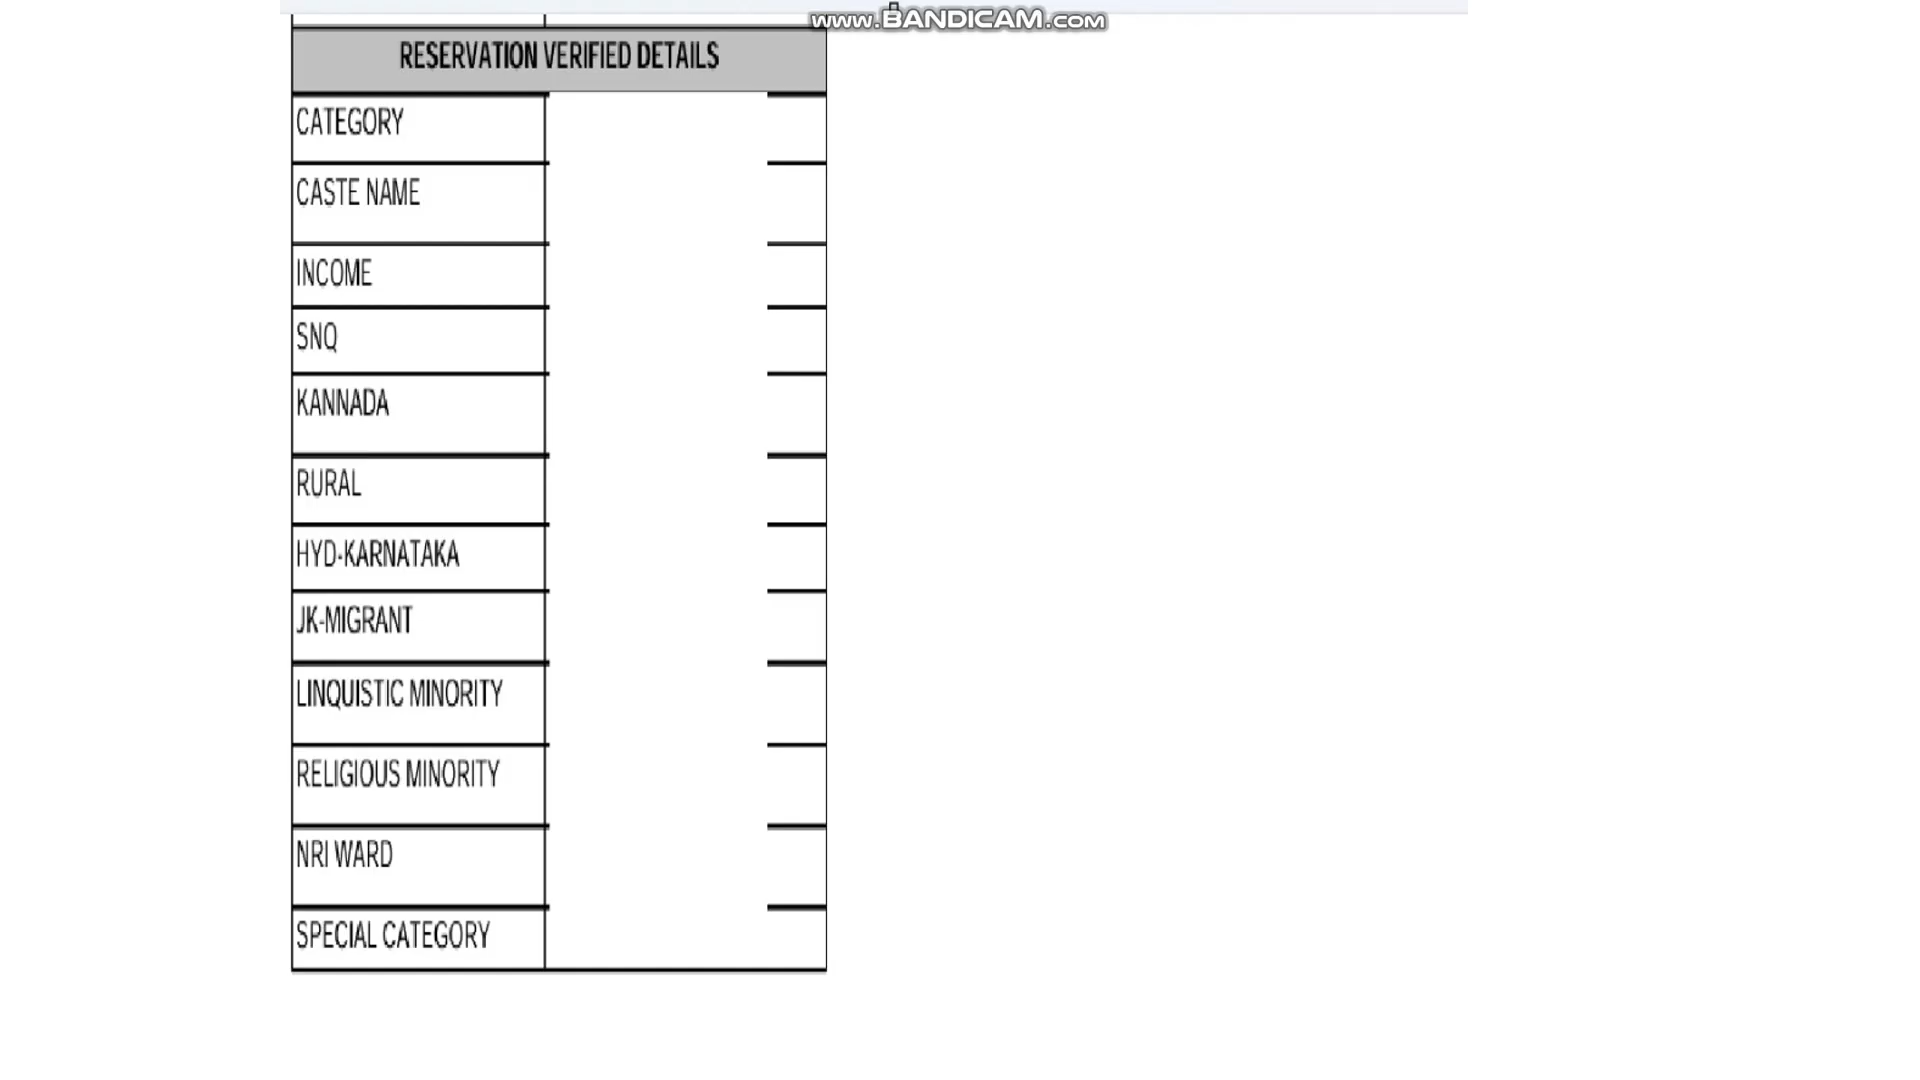 www.BANDICAM.com
RESERVATION VERIFIED DETAILS
CATEGORY
CASTE NAME
INCOME
SNQ
KANNADA
RURAL
HYD-KARNATAKA
JK-MIGRANT
LINQUISTIC MINORITY
RELIGIOUS MINORITY
NRI WARD
SPECIAL CATEGORY